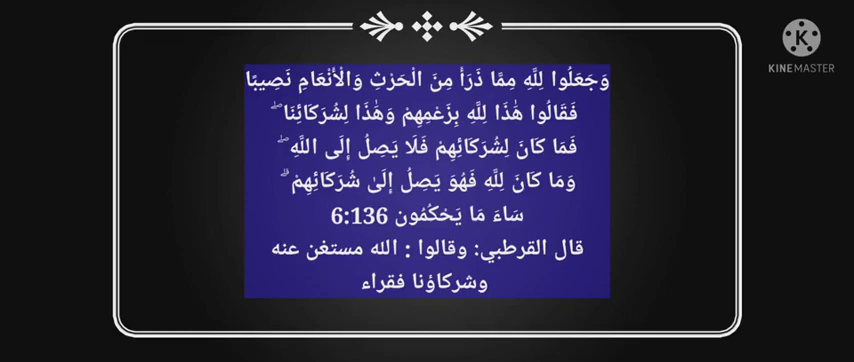 وَجَعَلُوا لِلَّهِ مِمَّا ذَرَأَ مِنَ الْحَرْثِ وَالْأَنْعَامِ نَصِيبًا
فَقَالُوا هَٰذَا لِلَّهِ بِزَعْمِهِمْ وَهَٰذَا لِشُرَكَائِنَا ۖ
فَمَا كَانَ لِشُرَكَائِهِمْ فَلَا يَصِلُ إِلَى اللَّهِ ۖ
وَمَا كَانَ لِلَّهِ فَهُوَ يَصِلُ إِلَىٰ شُرَكَائِهِمْ ۗ
سَاءَ مَا يَحْكُمُون 6:136
قال القرطبي: وقالوا : الله مستغن عنه
وشركاؤنا فقراء
K
KINEMASTER